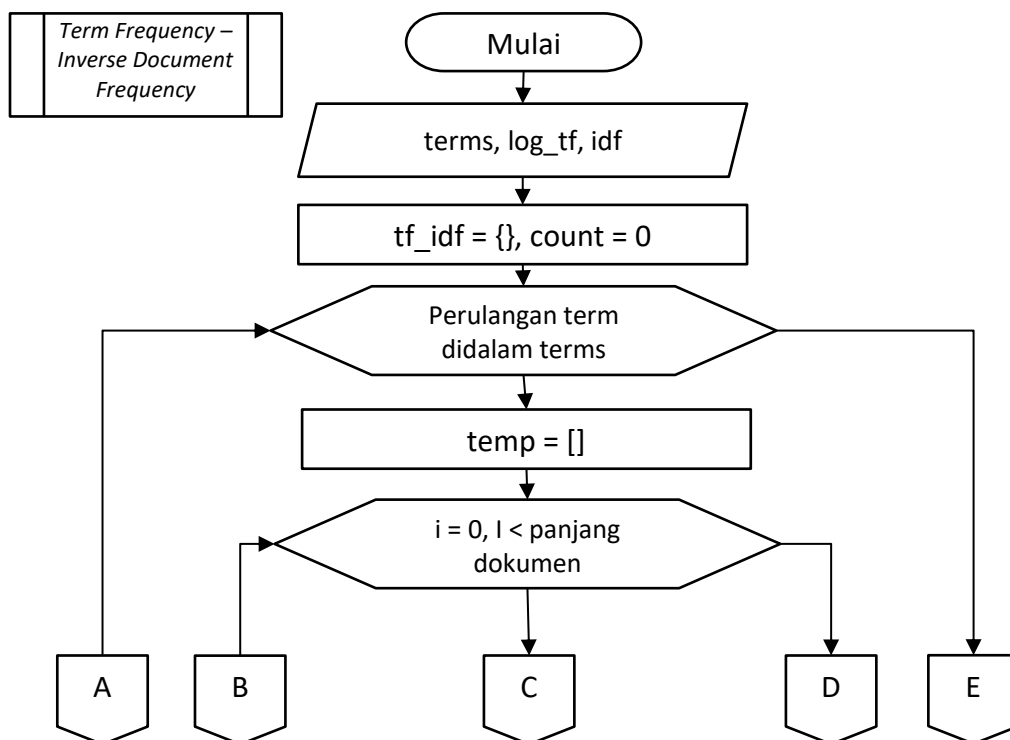 Term Frequency –
Inverse Document
Frequency
Mulai
terms, log_tf, idf
tf_idf = {}, count = 0
Perulangan term
didalam terms
temp = []
i = 0, I < panjang
dokumen
A
B
C
D
E